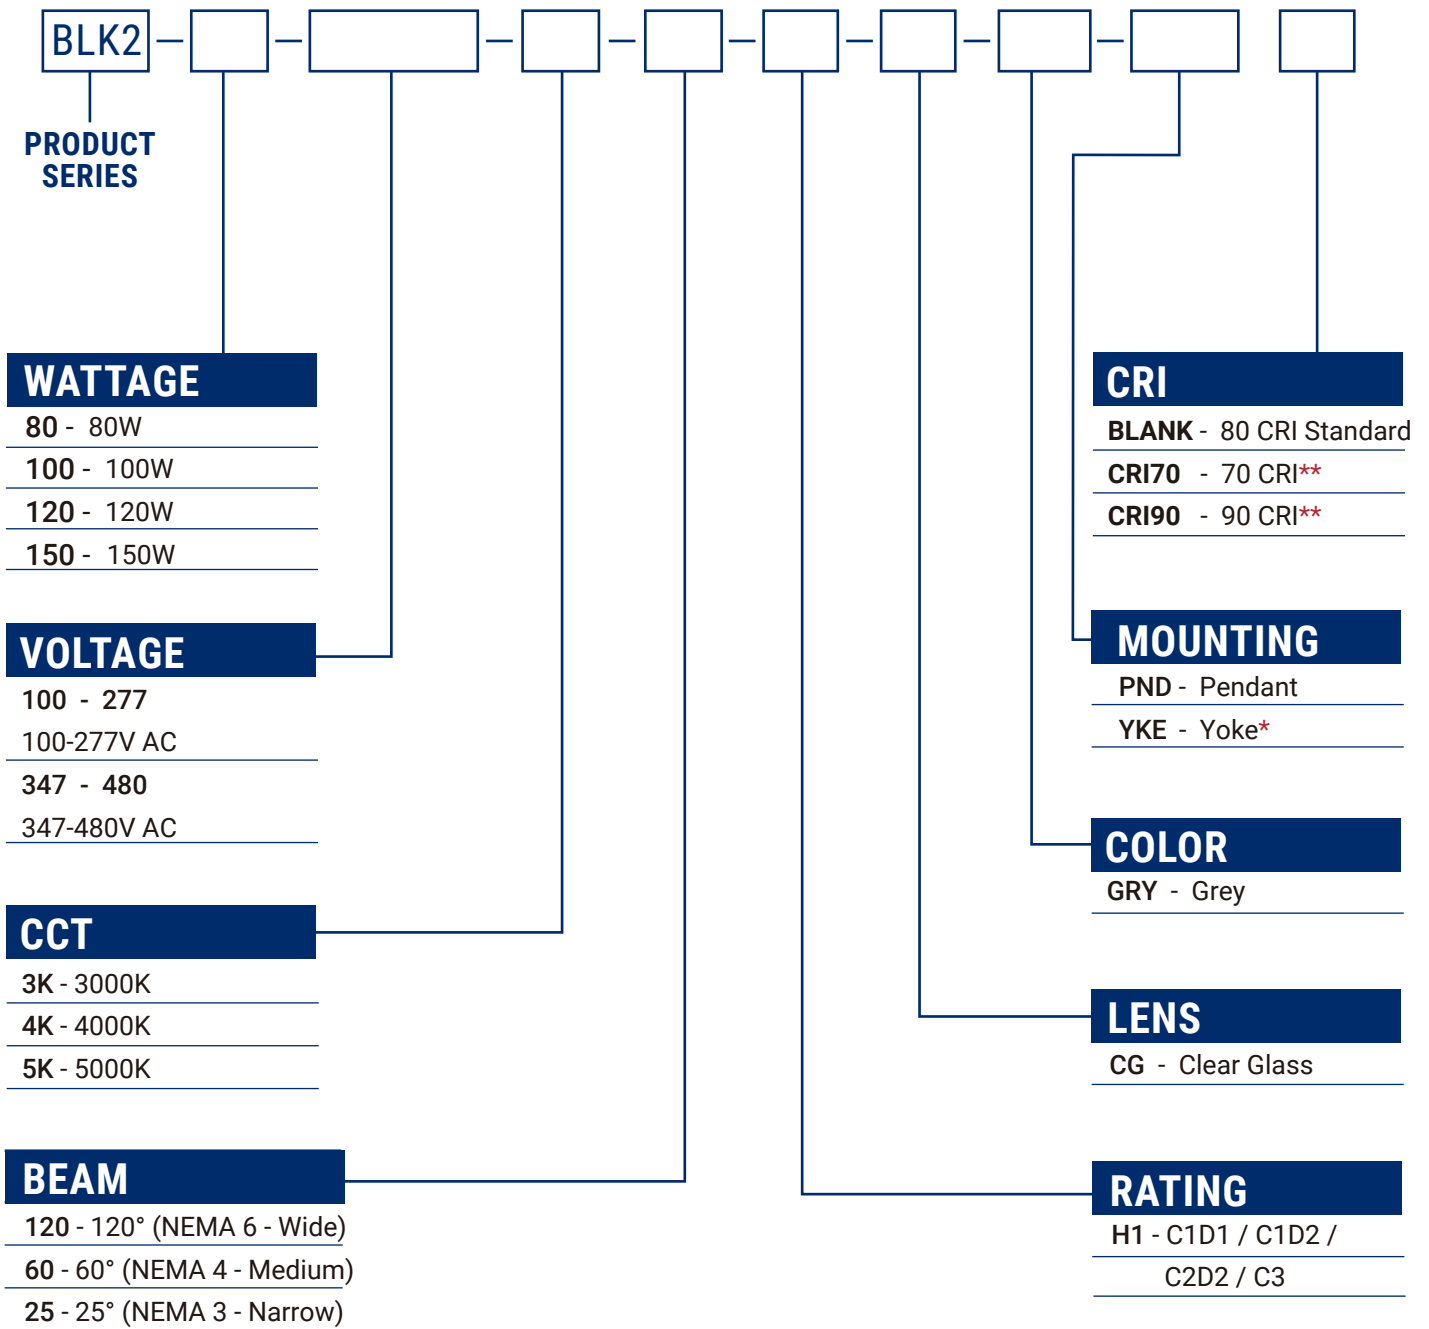 BLK2
PRODUCT
SERIES
WATTAGE
80 - 80W
100 - 100W
120 - 120W
150 - 150W
VOLTAGE
100 - 277
100-277V AC
347 - 480
347-480V AC
CCT
3K - 3000K
4K - 4000K
5K - 5000K
BEAM
120 - 120° (NEMA 6 - Wide)
60 - 60° (NEMA 4 - Medium)
25 - 25° (NEMA 3 - Narrow)
CRI
BLANK - 80 CRI Standard
CRI70 - 70 CRI**
CRI90 - 90 CRI**
MOUNTING
PND - Pendant
YKE - Yoke*
COLOR
GRY - Grey
LENS
CG - Clear Glass
RATING
H1 - C1D1 / C1D2 /
C2D2 / C3